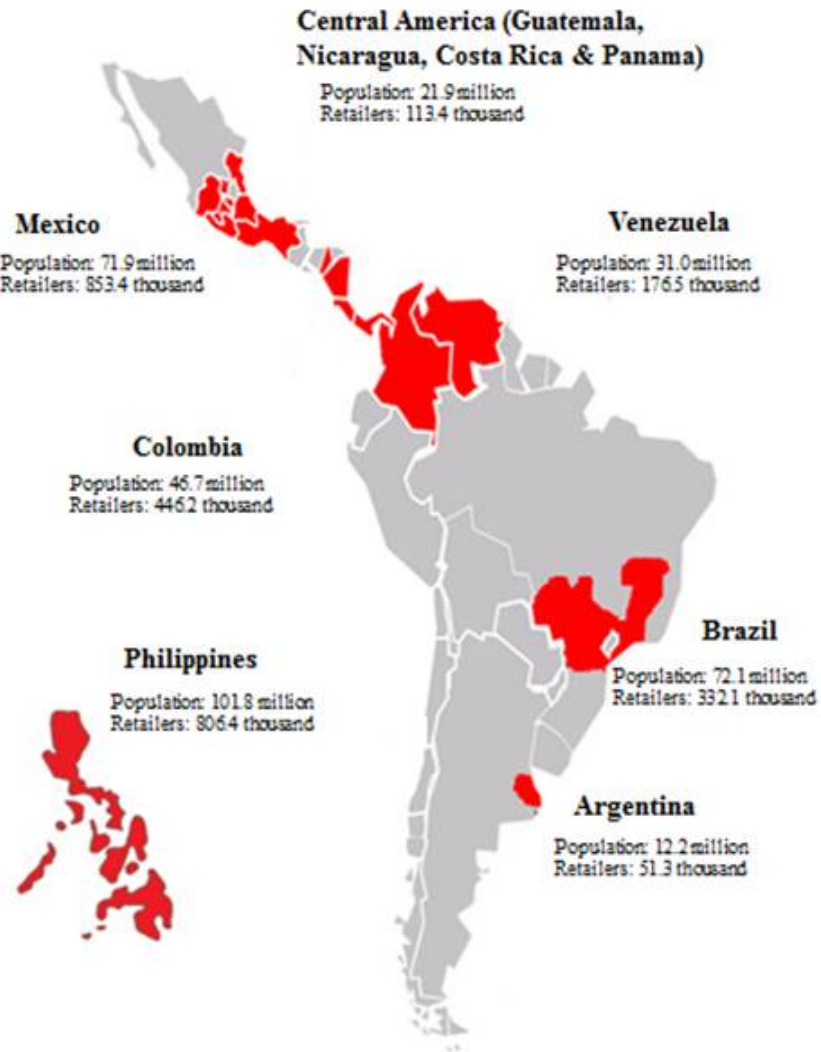 Central America (Guatemala,
Nicaragua, Costa Rica & Panama)
Population: 21.9 million
Retailers: 113.4 thousand
Mexico
Population: 71.9 million
Retailers: 853.4 thousand
Venezuela
Population: 31.0 million
Retailers: 176.5 thousand
Colombia
Population: 46.7 million
Retailers: 446.2 thousand
Brazil
Population: 72.1 million
Retailers: 332.1 thousand
Philippines
Population: 101.8 million
Retailers: 806.4 thousand
Argentina
Population: 12.2 million
Retailers: 51.3 thousand